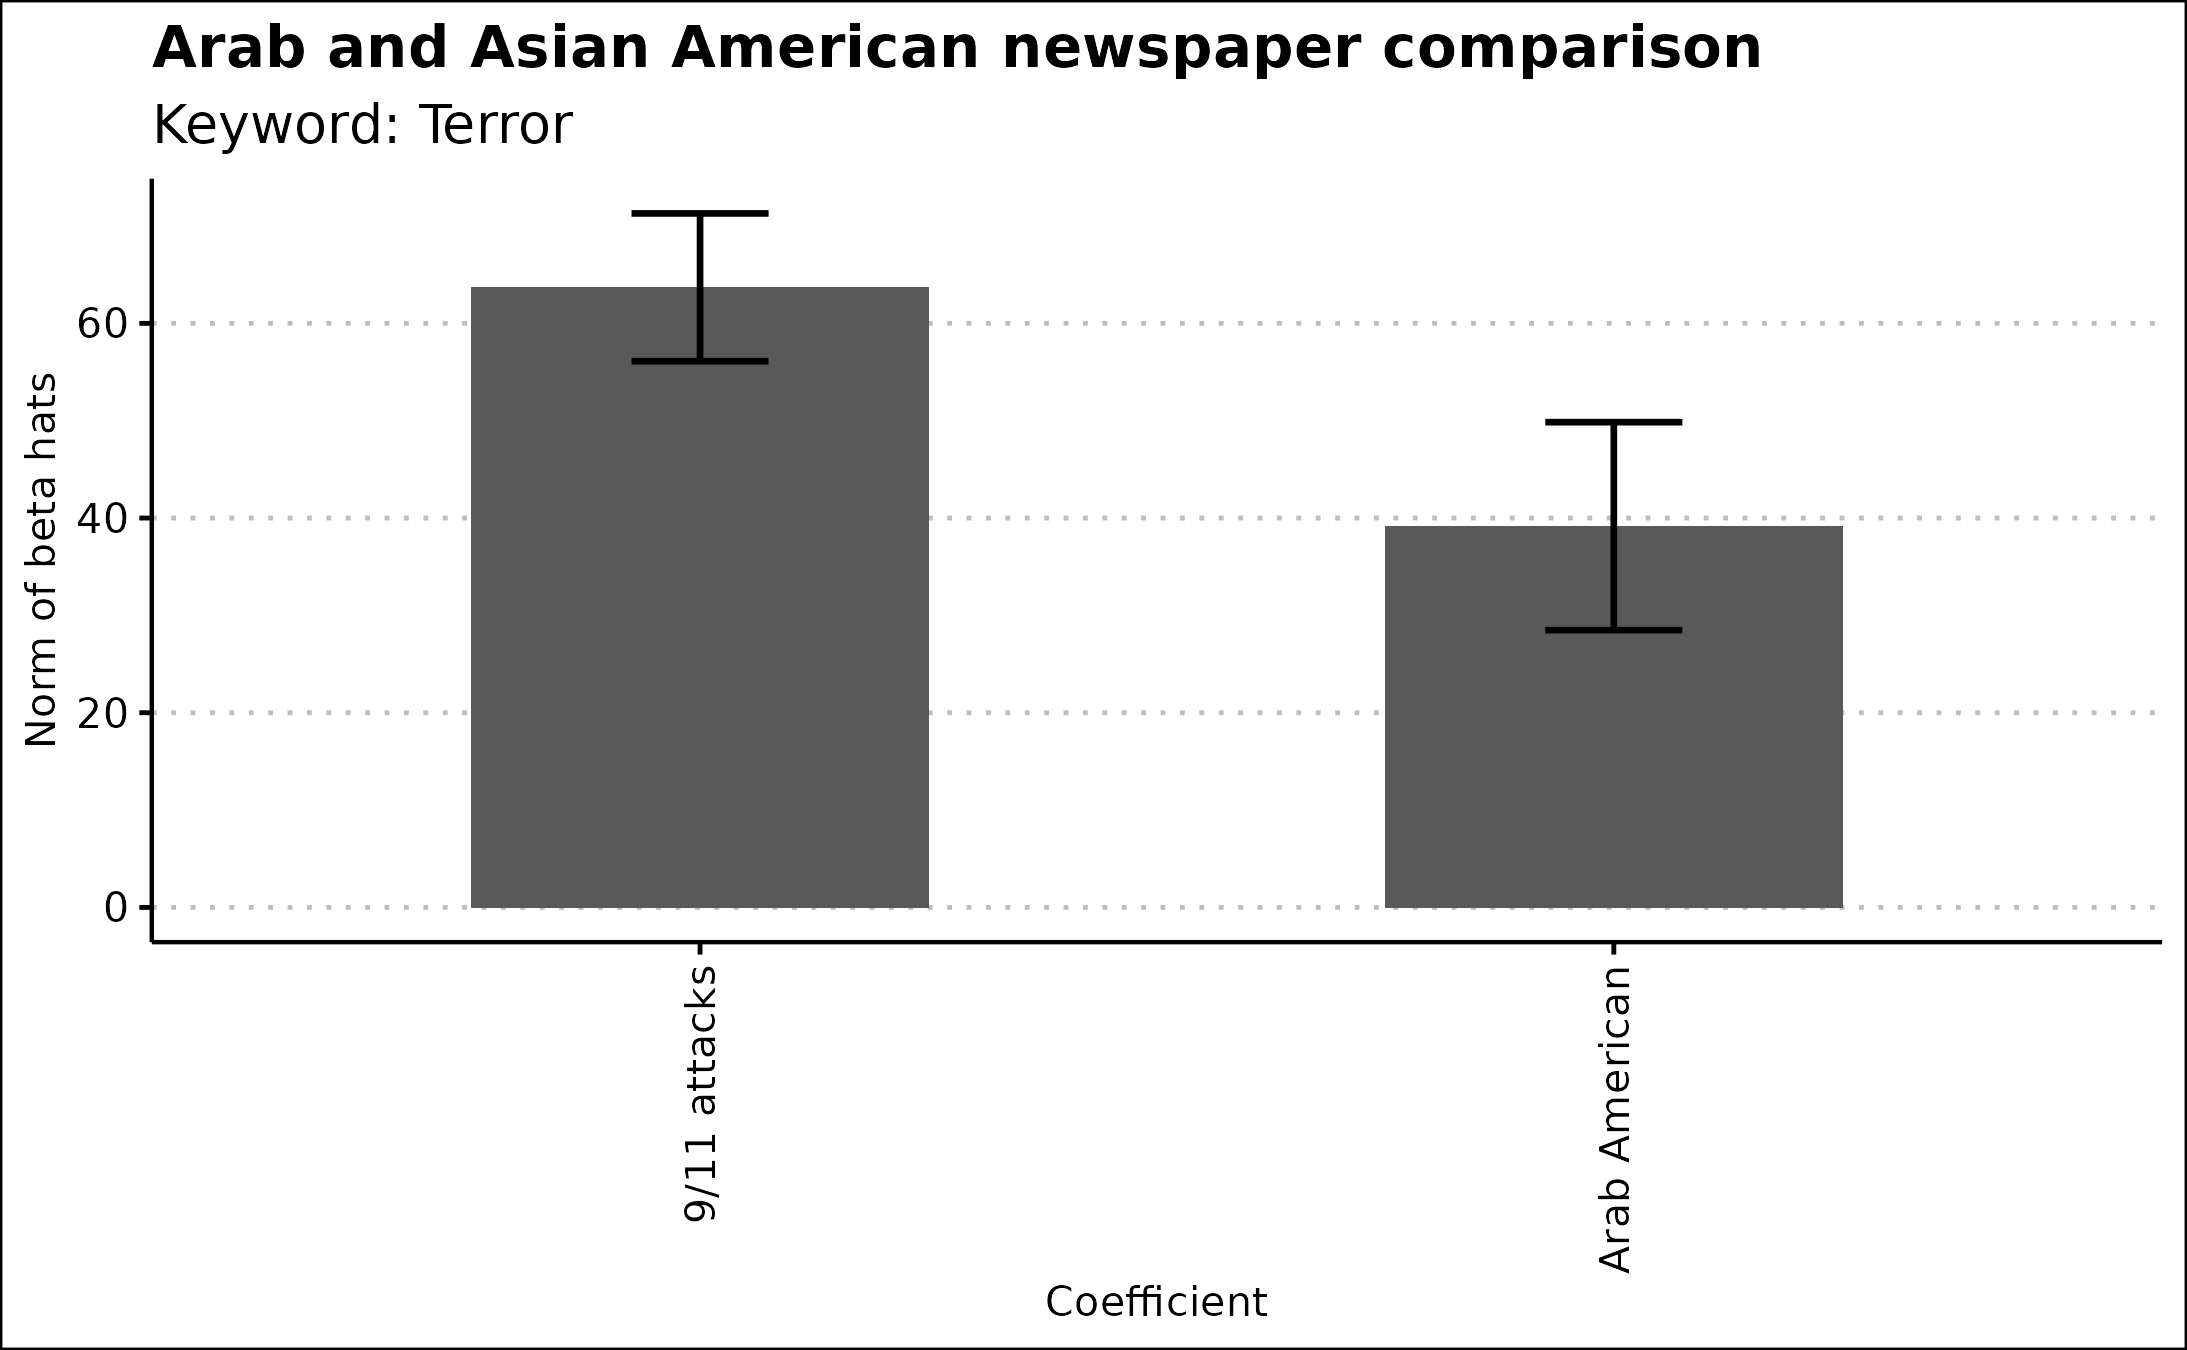 Arab and Asian American newspaper comparison
Keyword: Terror
Norm of beta hats
60
40
20
0
9/11 attacks
Arab American
Coefficient